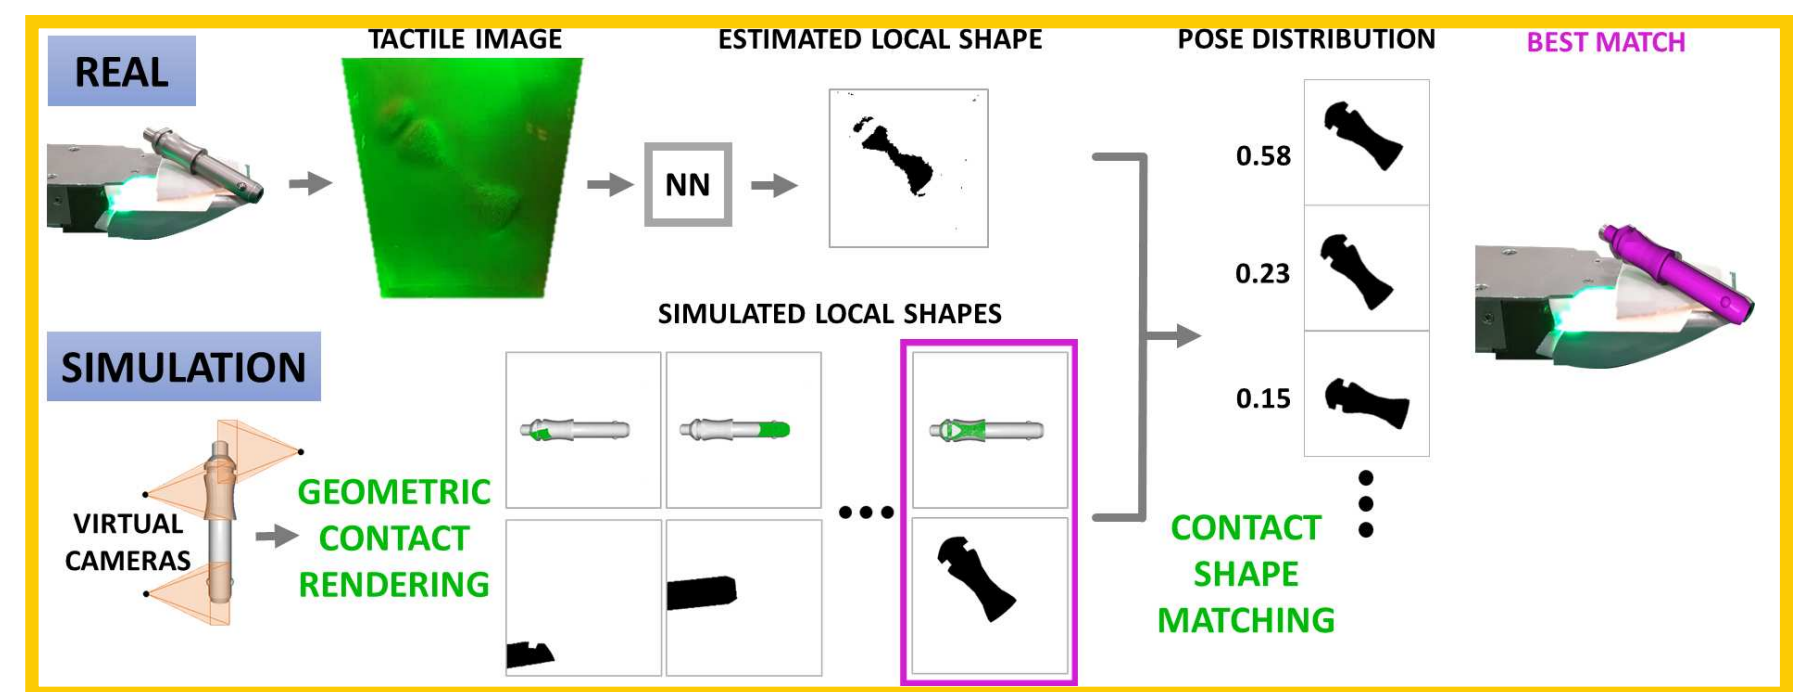 REAL
TACTILE IMAGE
ESTIMATED LOCAL SHAPE
POSE DISTRIBUTION
BEST MATCH
NN
0.58
0.23
0.15
SIMULATED LOCAL SHAPES
SIMULATION
VIRTUAL
CAMERAS
GEOMETRIC
CONTACT
RENDERING
CONTACT
SHAPE
MATCHING